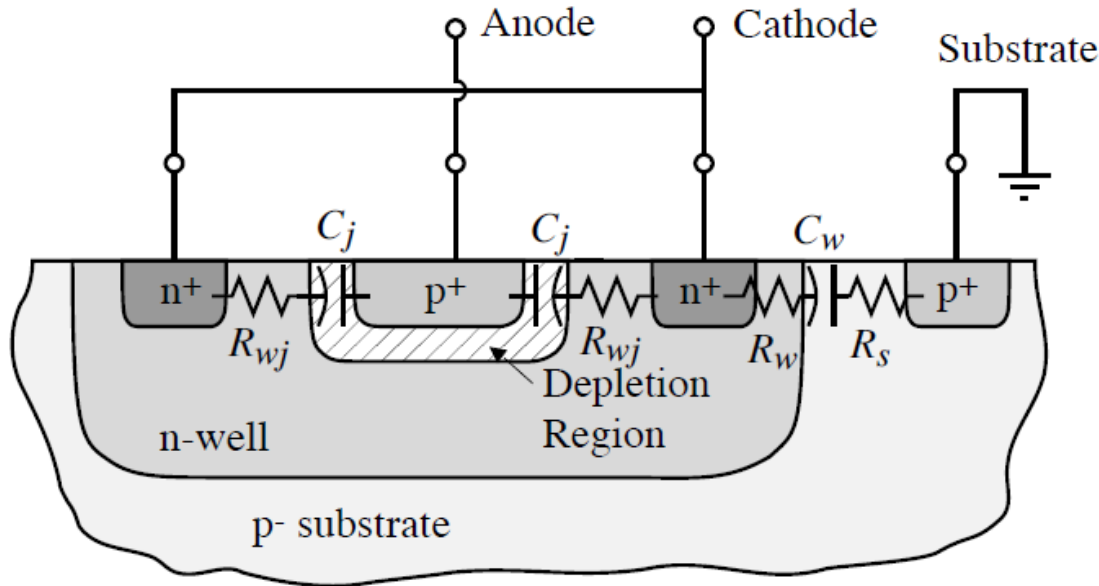 Anode
Cathode
Substrate
C_j
C_j
C_w
n+
p+
n+
p+
R_wj
R_wj
R_w
R_s
Depletion
Region
n-well
p- substrate